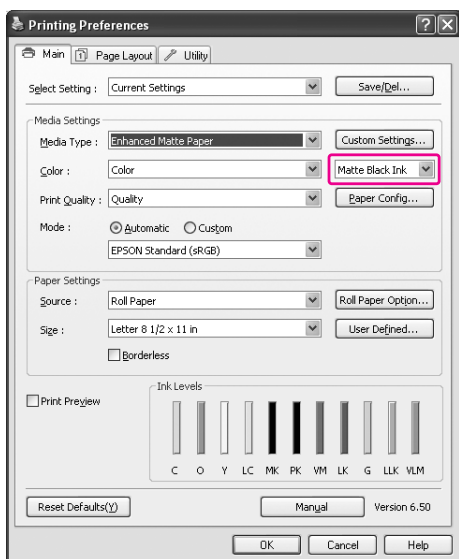 Printing Preferences
Main Page Layout Utility
Select Setting : Current Settings Save/Del...
Media Settings
Media Type : Enhanced Matte Paper Custom Settings...
Color : Color Matte Black Ink
Print Quality : Quality Paper Config...
Mode : Automatic Custom
EPSON Standard (sRGB)
Paper Settings
Source : Roll Paper Roll Paper Option...
Size : Letter 8 1/2 x 11 in User Defined...
Borderless
Print Preview
Ink Levels
C O Y LC MK PK VM LK G LLK VLM
Reset Defaults(Y) Manual Version 6.50
OK Cancel Help